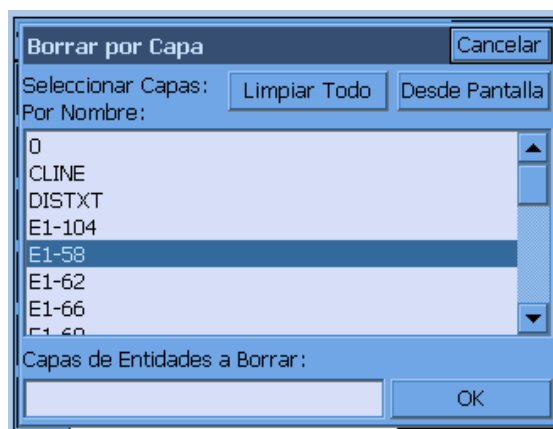 Borrar por Capa Cancelar
Seleccionar Capas: Limpiar Todo Desde Pantalla
Por Nombre:
0
CLINE
DISTXT
E1-104
E1-58
E1-62
E1-66
Capas de Entidades a Borrar:
OK